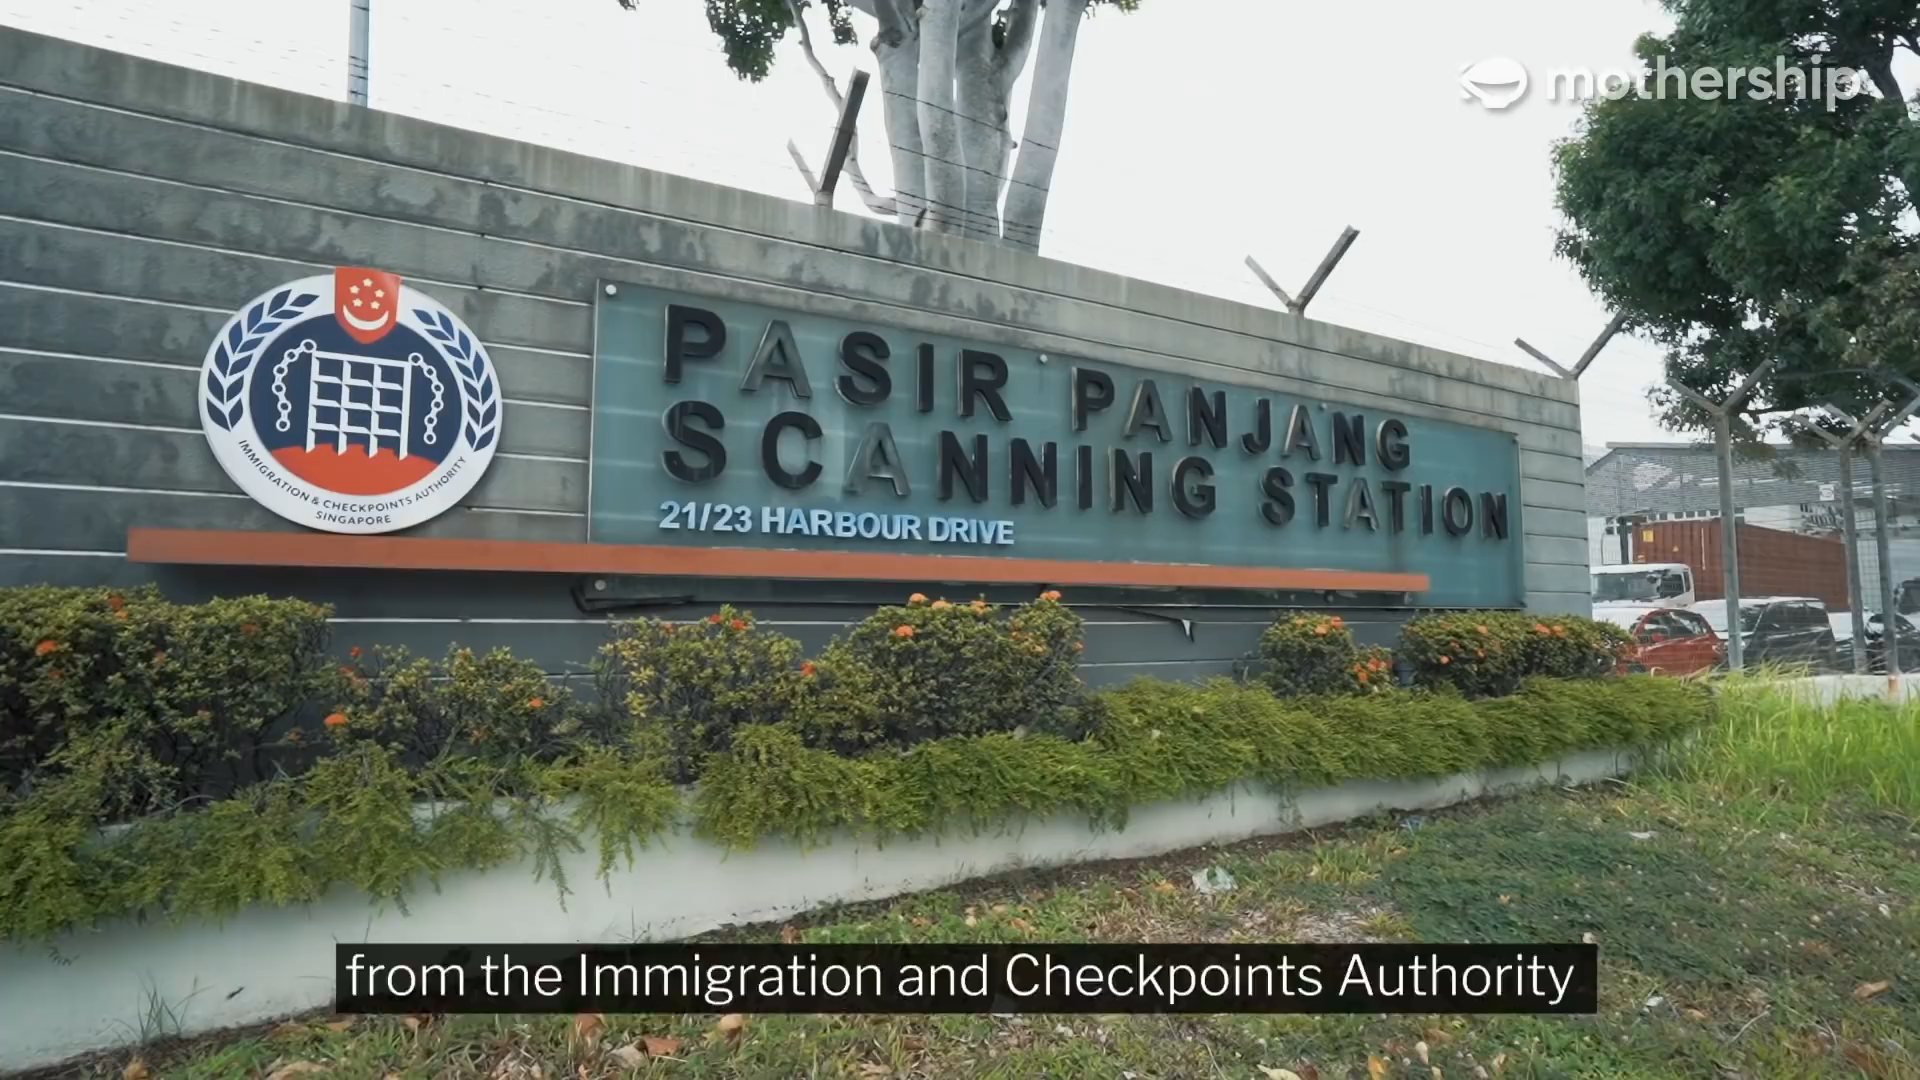 mothership
PASIR PANJANG
SCANNING STATION
21/23 HARBOUR DRIVE
IMMIGRATION & CHECKPOINTS AUTHORITY
SINGAPORE
from the Immigration and Checkpoints Authority